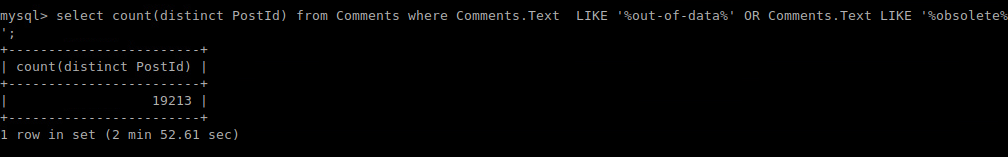 mysql> select count(distinct PostId) from Comments where Comments.Text  LIKE '%out-of-data%' OR Comments.Text LIKE '%obsolete%
';
+------------------------+
| count(distinct PostId) |
+------------------------+
|                  19213 |
+------------------------+
1 row in set (2 min 52.61 sec)